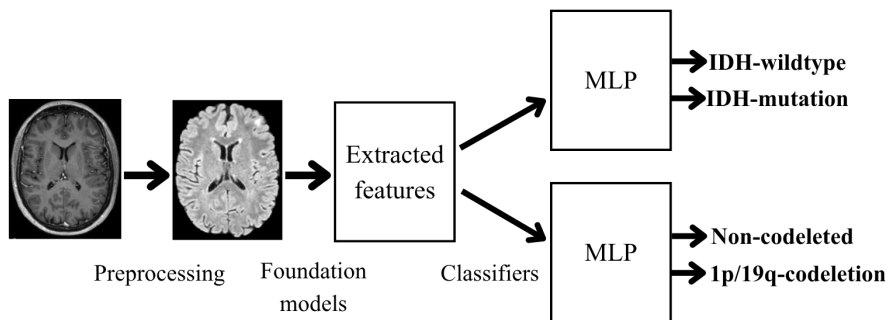 MLP
IDH-wildtype
IDH-mutation
Extracted
features
MLP
Non-codeleted
1p/19q-codeletion
Preprocessing
Foundation
models
Classifiers